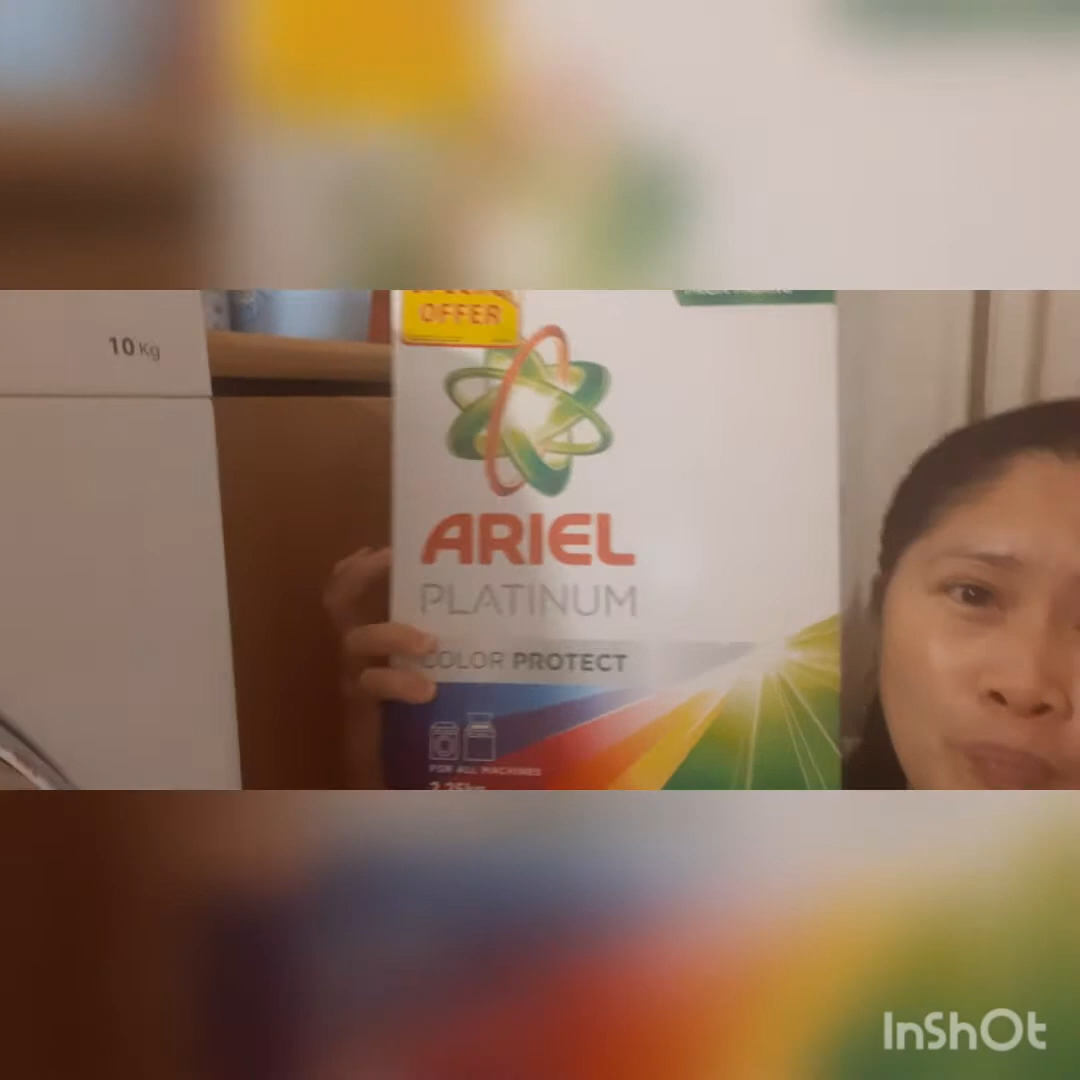 10 Kg
OFFER
ARIEL
PLATINUM
COLOR PROTECT
FOR ALL MACHINES
InShOt